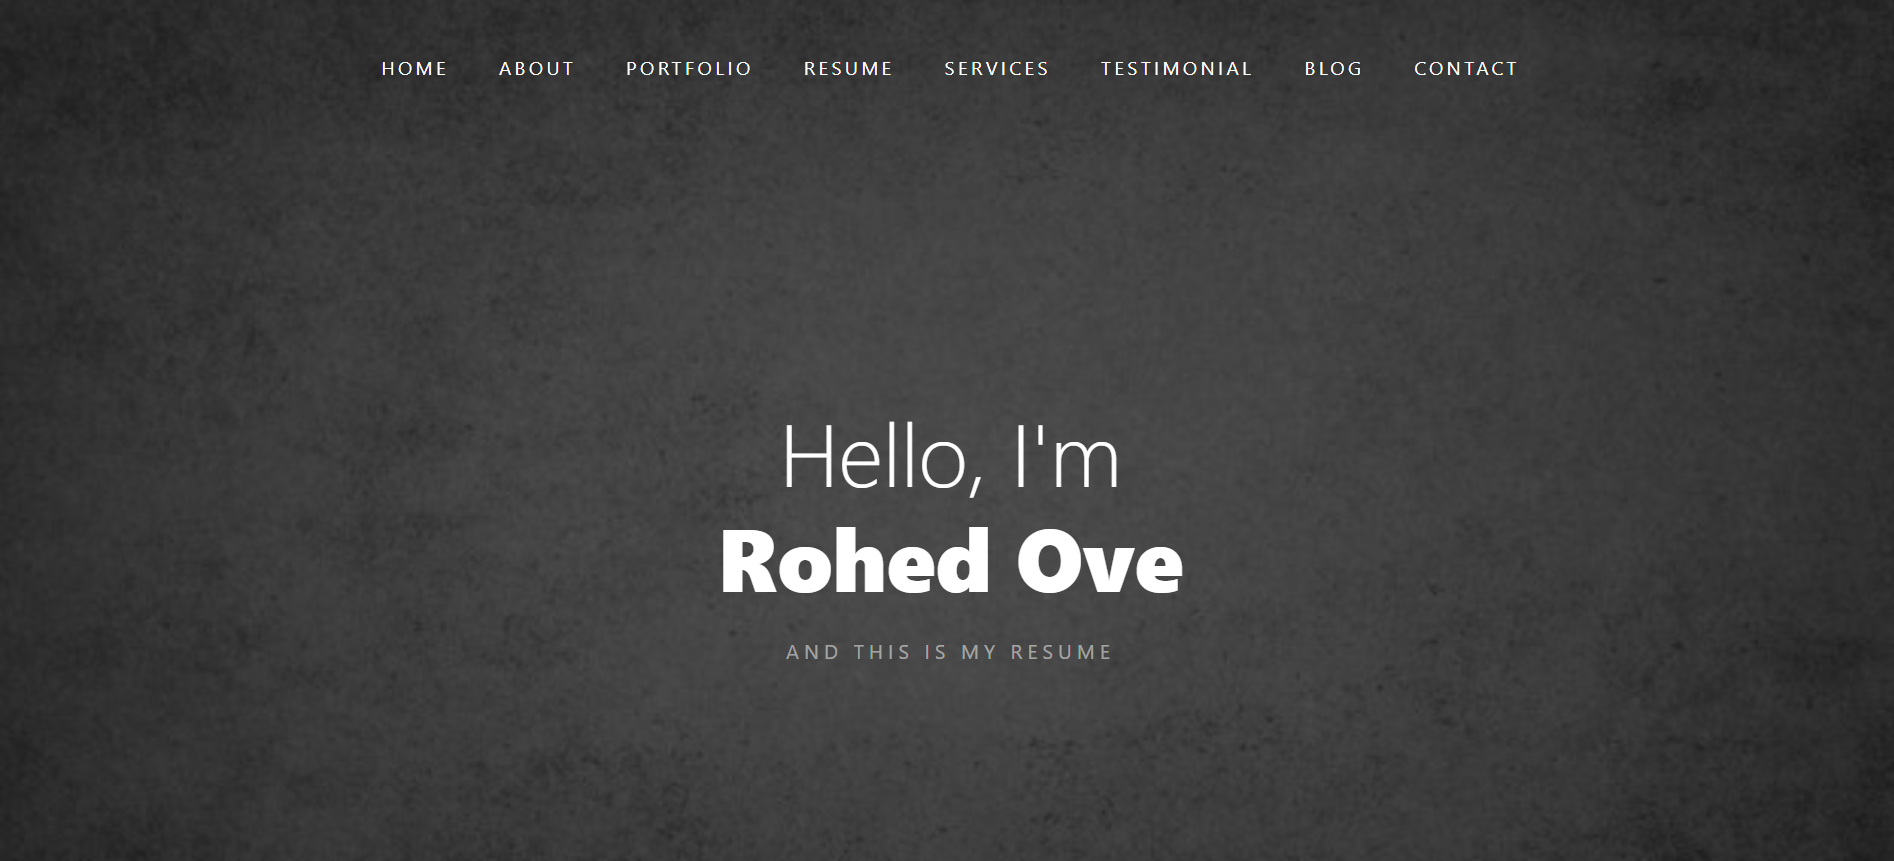 HOME ABOUT PORTFOLIO RESUME SERVICES TESTIMONIAL BLOG CONTACT
Hello, I'm
Rohed Ove
AND THIS IS MY RESUME